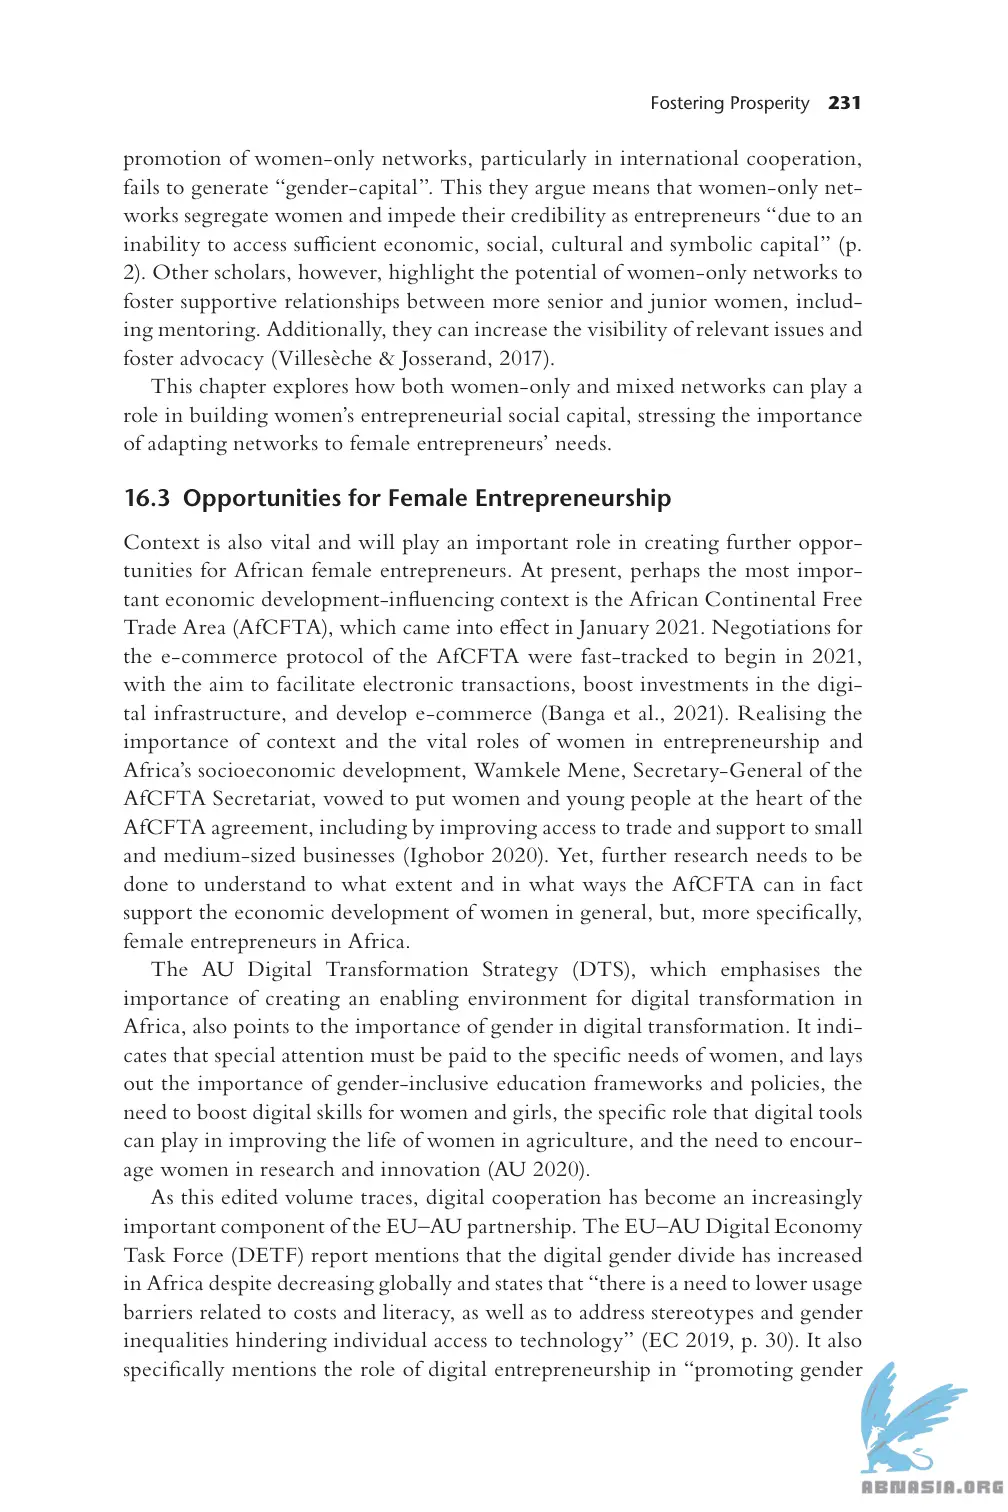 Fostering Prosperity 231
promotion of women-only networks, particularly in international cooperation,
fails to generate “gender-capital”. This they argue means that women-only net-
works segregate women and impede their credibility as entrepreneurs “due to an
inability to access sufficient economic, social, cultural and symbolic capital” (p.
2). Other scholars, however, highlight the potential of women-only networks to
foster supportive relationships between more senior and junior women, includ-
ing mentoring. Additionally, they can increase the visibility of relevant issues and
foster advocacy (Villesèche & Josserand, 2017).
This chapter explores how both women-only and mixed networks can play a
role in building women’s entrepreneurial social capital, stressing the importance
of adapting networks to female entrepreneurs’ needs.
16.3 Opportunities for Female Entrepreneurship
Context is also vital and will play an important role in creating further oppor-
tunities for African female entrepreneurs. At present, perhaps the most impor-
tant economic development-influencing context is the African Continental Free
Trade Area (AfCFTA), which came into effect in January 2021. Negotiations for
the e-commerce protocol of the AfCFTA were fast-tracked to begin in 2021,
with the aim to facilitate electronic transactions, boost investments in the digi-
tal infrastructure, and develop e-commerce (Banga et al., 2021). Realising the
importance of context and the vital roles of women in entrepreneurship and
Africa’s socioeconomic development, Wamkele Mene, Secretary-General of the
AfCFTA Secretariat, vowed to put women and young people at the heart of the
AfCFTA agreement, including by improving access to trade and support to small
and medium-sized businesses (Ighobor 2020). Yet, further research needs to be
done to understand to what extent and in what ways the AfCFTA can in fact
support the economic development of women in general, but, more specifically,
female entrepreneurs in Africa.
The AU Digital Transformation Strategy (DTS), which emphasises the
importance of creating an enabling environment for digital transformation in
Africa, also points to the importance of gender in digital transformation. It indi-
cates that special attention must be paid to the specific needs of women, and lays
out the importance of gender-inclusive education frameworks and policies, the
need to boost digital skills for women and girls, the specific role that digital tools
can play in improving the life of women in agriculture, and the need to encour-
age women in research and innovation (AU 2020).
As this edited volume traces, digital cooperation has become an increasingly
important component of the EU–AU partnership. The EU–AU Digital Economy
Task Force (DETF) report mentions that the digital gender divide has increased
in Africa despite decreasing globally and states that “there is a need to lower usage
barriers related to costs and literacy, as well as to address stereotypes and gender
inequalities hindering individual access to technology” (EC 2019, p. 30). It also
specifically mentions the role of digital entrepreneurship in “promoting gender
ABNASIA.ORG